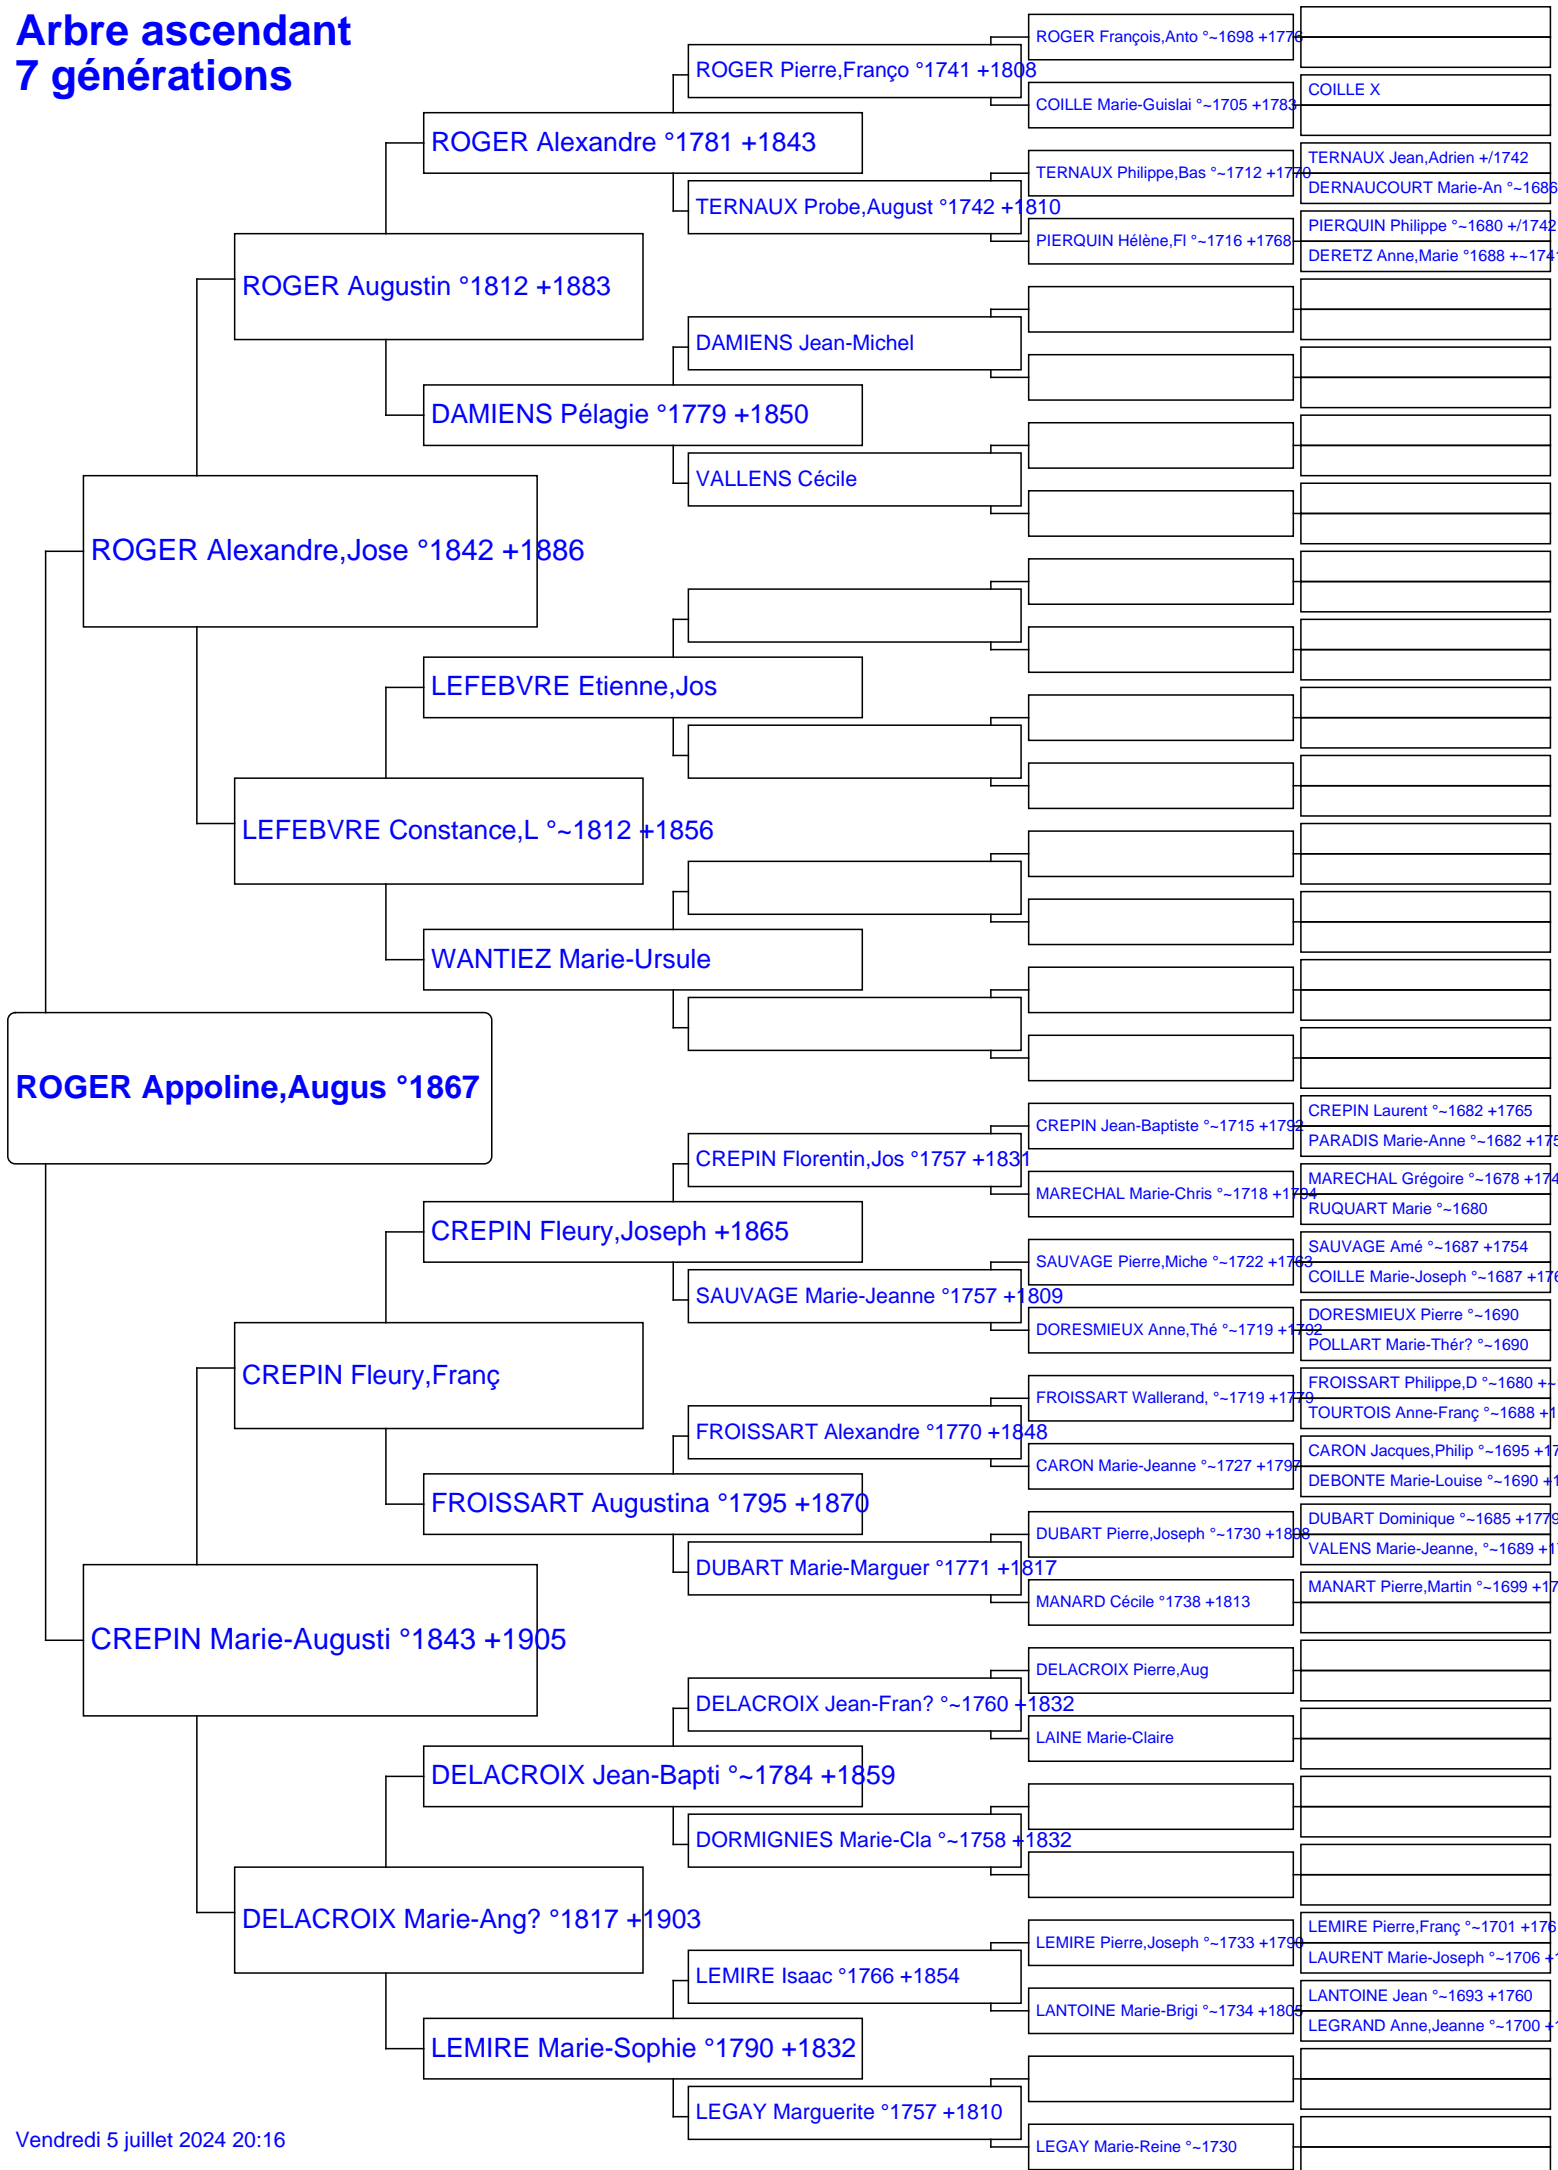 Arbre ascendant
7 générations
ROGER Appoline,Augus °1867
ROGER Alexandre,Jose °1842 +1886
CREPIN Marie-Augusti °1843 +1905
ROGER Augustin °1812 +1883
LEFEBVRE Constance,L °~1812 +1856
CREPIN Fleury,Franç
DELACROIX Marie-Ang? °1817 +1903
ROGER Alexandre °1781 +1843
DAMIENS Pélagie °1779 +1850
LEFEBVRE Etienne,Jos
WANTIEZ Marie-Ursule
CREPIN Fleury,Joseph +1865
FROISSART Augustina °1795 +1870
DELACROIX Jean-Bapti °~1784 +1859
LEMIRE Marie-Sophie °1790 +1832
ROGER Pierre,Franço °1741 +1808
TERNAUX Probe,August °1742 +1810
DAMIENS Jean-Michel
VALLENS Cécile
CREPIN Florentin,Jos °1757 +1831
SAUVAGE Marie-Jeanne °1757 +1809
FROISSART Alexandre °1770 +1848
DUBART Marie-Marguer °1771 +1817
DELACROIX Jean-Fran? °~1760 +1832
DORMIGNIES Marie-Cla °~1758 +1832
LEMIRE Isaac °1766 +1854
LEGAY Marguerite °1757 +1810
ROGER François,Anto °~1698 +1776
COILLE Marie-Guislai °~1705 +1783
TERNAUX Philippe,Bas °~1712 +1770
PIERQUIN Hélène,Fl °~1716 +1768
CREPIN Jean-Baptiste °~1715 +1792
MARECHAL Marie-Chris °~1718 +1794
SAUVAGE Pierre,Miche °~1722 +1763
DORESMIEUX Anne,Thé °~1719 +1792
FROISSART Wallerand, °~1719 +1779
CARON Marie-Jeanne °~1727 +1797
DUBART Pierre,Joseph °~1730 +1808
MANARD Cécile °1738 +1813
DELACROIX Pierre,Aug
LAINE Marie-Claire
LEMIRE Pierre,Joseph °~1733 +1790
LANTOINE Marie-Brigi °~1734 +1805
LEGAY Marie-Reine °~1730
COILLE X
TERNAUX Jean,Adrien +/1742
DERNAUCOURT Marie-An °~1686
PIERQUIN Philippe °~1680 +/1742
DERETZ Anne,Marie °1688 +~1741
CREPIN Laurent °~1682 +1765
PARADIS Marie-Anne °~1682 +175
MARECHAL Grégoire °~1678 +174
RUQUART Marie °~1680
SAUVAGE Amé °~1687 +1754
COILLE Marie-Joseph °~1687 +176
DORESMIEUX Pierre °~1690
POLLART Marie-Thér? °~1690
FROISSART Philippe,D °~1680 +~
TOURTOIS Anne-Franç °~1688 +1
CARON Jacques,Philip °~1695 +17
DEBONTE Marie-Louise °~1690 +1
DUBART Dominique °~1685 +1779
VALENS Marie-Jeanne, °~1689 +1
MANART Pierre,Martin °~1699 +17
LEMIRE Pierre,Franç °~1701 +176
LAURENT Marie-Joseph °~1706 +1
LANTOINE Jean °~1693 +1760
LEGRAND Anne,Jeanne °~1700 +1
Vendredi 5 juillet 2024 20:16